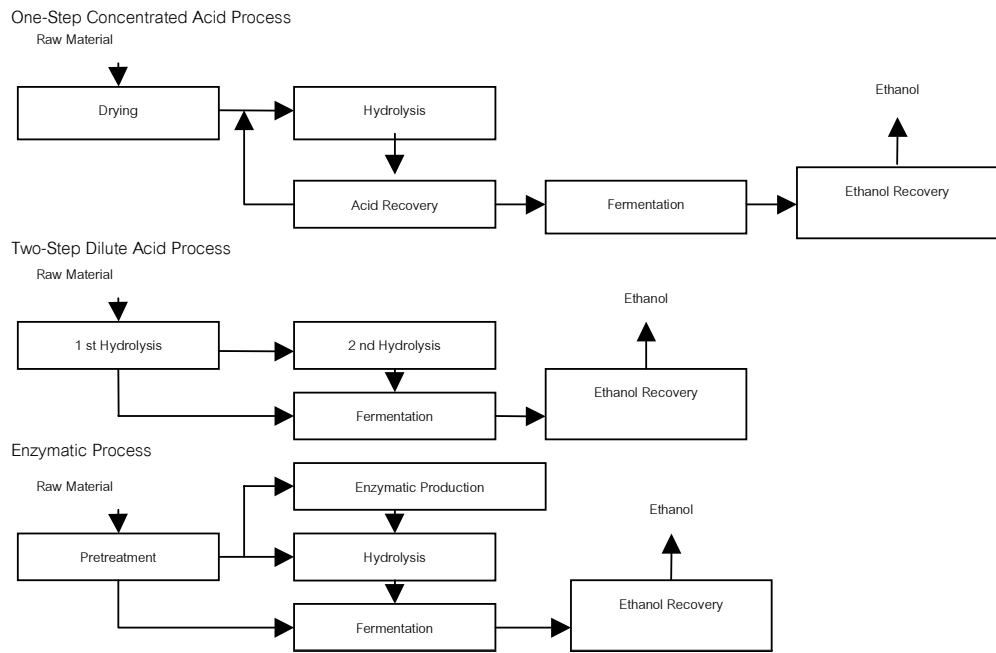 One-Step Concentrated Acid Process
Raw Material
Drying
Hydrolysis
Ethanol
Acid Recovery
Fermentation
Ethanol Recovery
Two-Step Dilute Acid Process
Raw Material
Ethanol
1 st Hydrolysis
2 nd Hydrolysis
Fermentation
Ethanol Recovery
Enzymatic Process
Raw Material
Enzymatic Production
Ethanol
Pretreatment
Hydrolysis
Fermentation
Ethanol Recovery